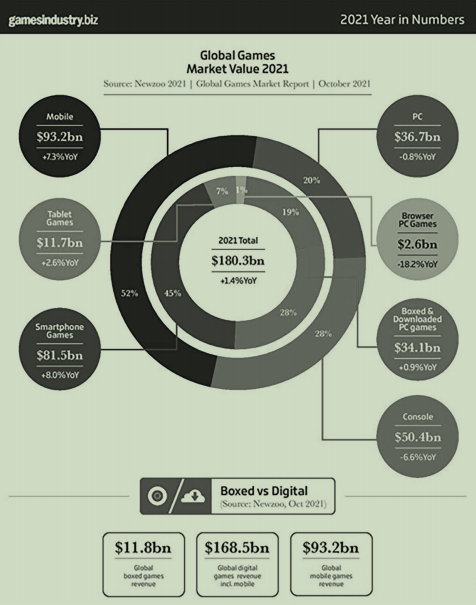 gamesindustry.biz
2021 Year in Numbers
Global Games
Market Value 2021
Source: Newzoo 2021 | Global Games Market Report | October 2021
Mobile
$93.2bn
+7.3%YoY
PC
$36.7bn
-0.8%YoY
20%
7%
1%
19%
Tablet
Games
$11.7bn
+2.6%YoY
Browser
PC Games
$2.6bn
-18.2%YoY
2021 Total
$180.3bn
+1.4%YoY
52%
45%
28%
28%
Smartphone
Games
$81.5bn
+8.0%YoY
Boxed &
Downloaded
PC games
$34.1bn
+0.9%YoY
Console
$50.4bn
-6.6%YoY
Boxed vs Digital
(Source: Newzoo, Oct 2021)
$11.8bn
Global
boxed games
revenue
$168.5bn
Global digital
games revenue
incl. mobile
$93.2bn
Global
mobile games
revenue